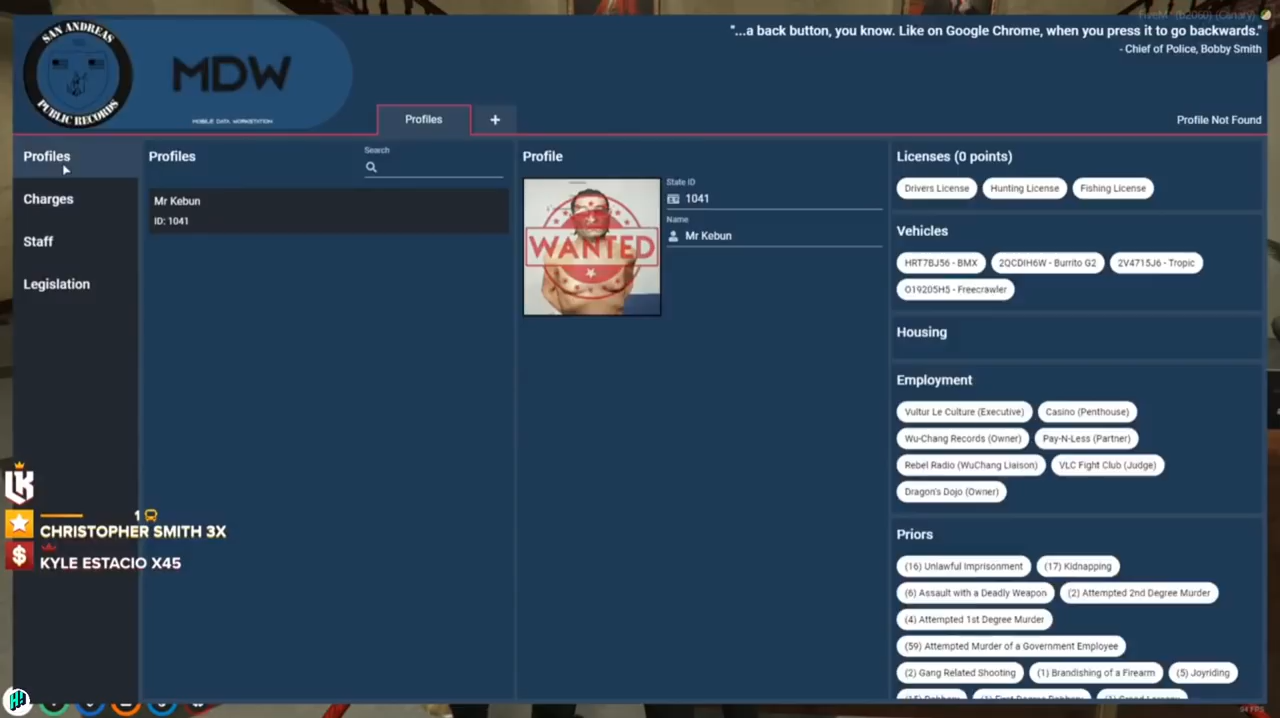 FiveM® (b2060) (Canary)
SAN ANDREAS
PUBLIC RECORDS
MDW
MOBILE DATA WORKSTATION
"...a back button, you know. Like on Google Chrome, when you press it to go backwards."
- Chief of Police, Bobby Smith
Profiles
+
Profile Not Found
Profiles
Charges
Staff
Legislation
Profiles
Search
Mr Kebun
ID: 1041
Profile
WANTED
State ID
1041
Name
Mr Kebun
Licenses (0 points)
Drivers License Hunting License Fishing License
Vehicles
HRT7BJ56 - BMX 2QCDIH6W - Burrito G2 2V4715J6 - Tropic
O19205H5 - Freecrawler
Housing
Employment
Vultur Le Culture (Executive) Casino (Penthouse)
Wu-Chang Records (Owner) Pay-N-Less (Partner)
Rebel Radio (WuChang Liaison) VLC Fight Club (Judge)
Dragon's Dojo (Owner)
Priors
(16) Unlawful Imprisonment (17) Kidnapping
(6) Assault with a Deadly Weapon (2) Attempted 2nd Degree Murder
(4) Attempted 1st Degree Murder
(59) Attempted Murder of a Government Employee
(2) Gang Related Shooting (1) Brandishing of a Firearm (5) Joyriding
LK
1
CHRISTOPHER SMITH 3X
$
KYLE ESTACIO X45
94 FPS